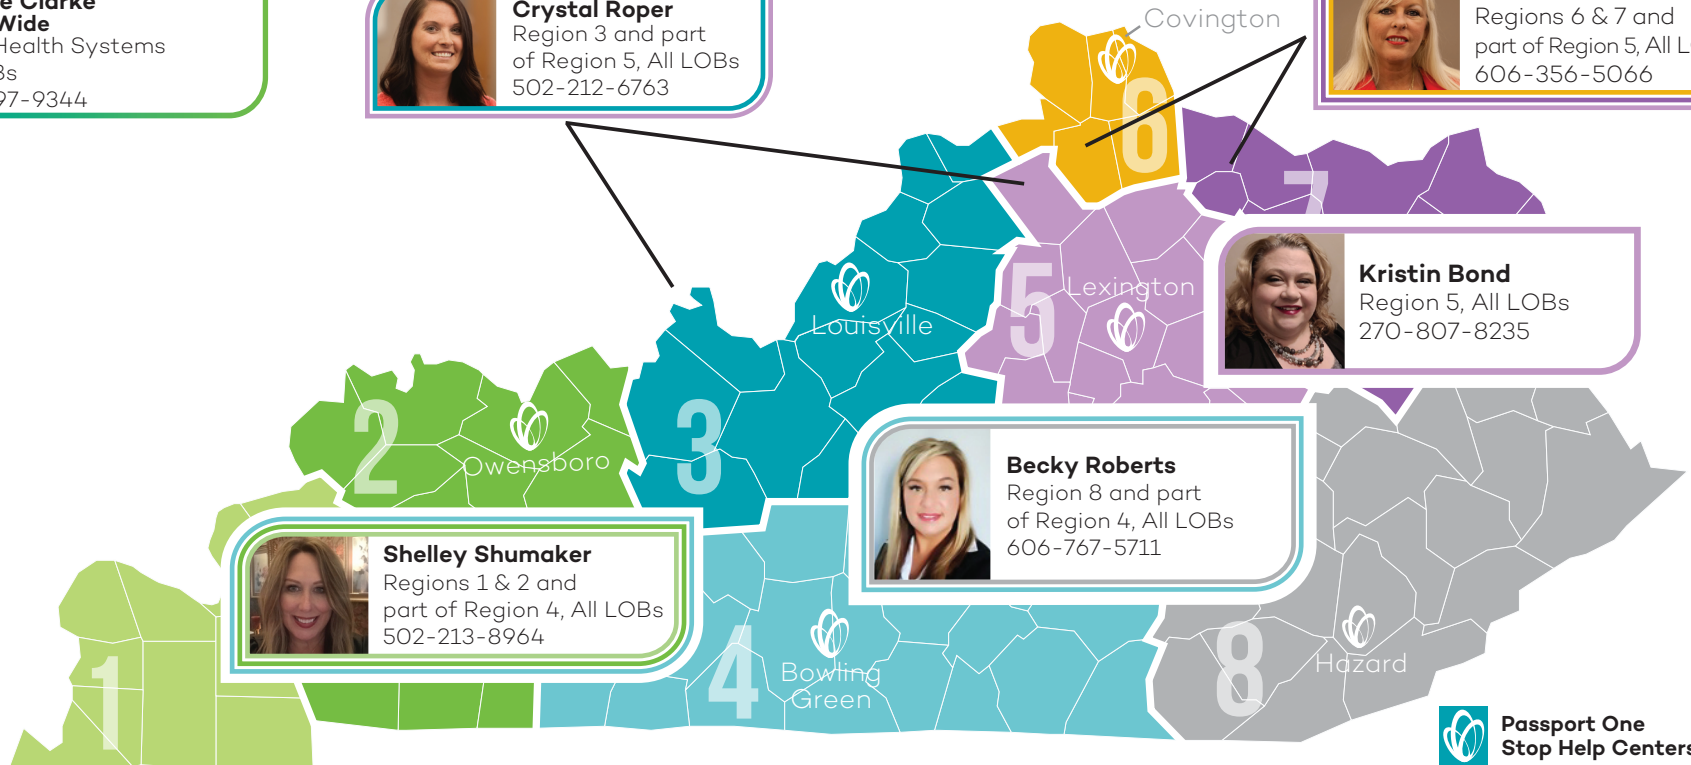 e Clarke
Wide
Health Systems
Bs
97-9344
Crystal Roper
Region 3 and part
of Region 5, All LOBs
502-212-6763
Covington
Regions 6 & 7 and
part of Region 5, All L
606-356-5066
6
7
Kristin Bond
Region 5, All LOBs
270-807-8235
5
Lexington
Louisville
2
Owensboro
3
Becky Roberts
Region 8 and part
of Region 4, All LOBs
606-767-5711
Shelley Shumaker
Regions 1 & 2 and
part of Region 4, All LOBs
502-213-8964
1
4
Bowling
Green
8
Hazard
Passport One
Stop Help Centers